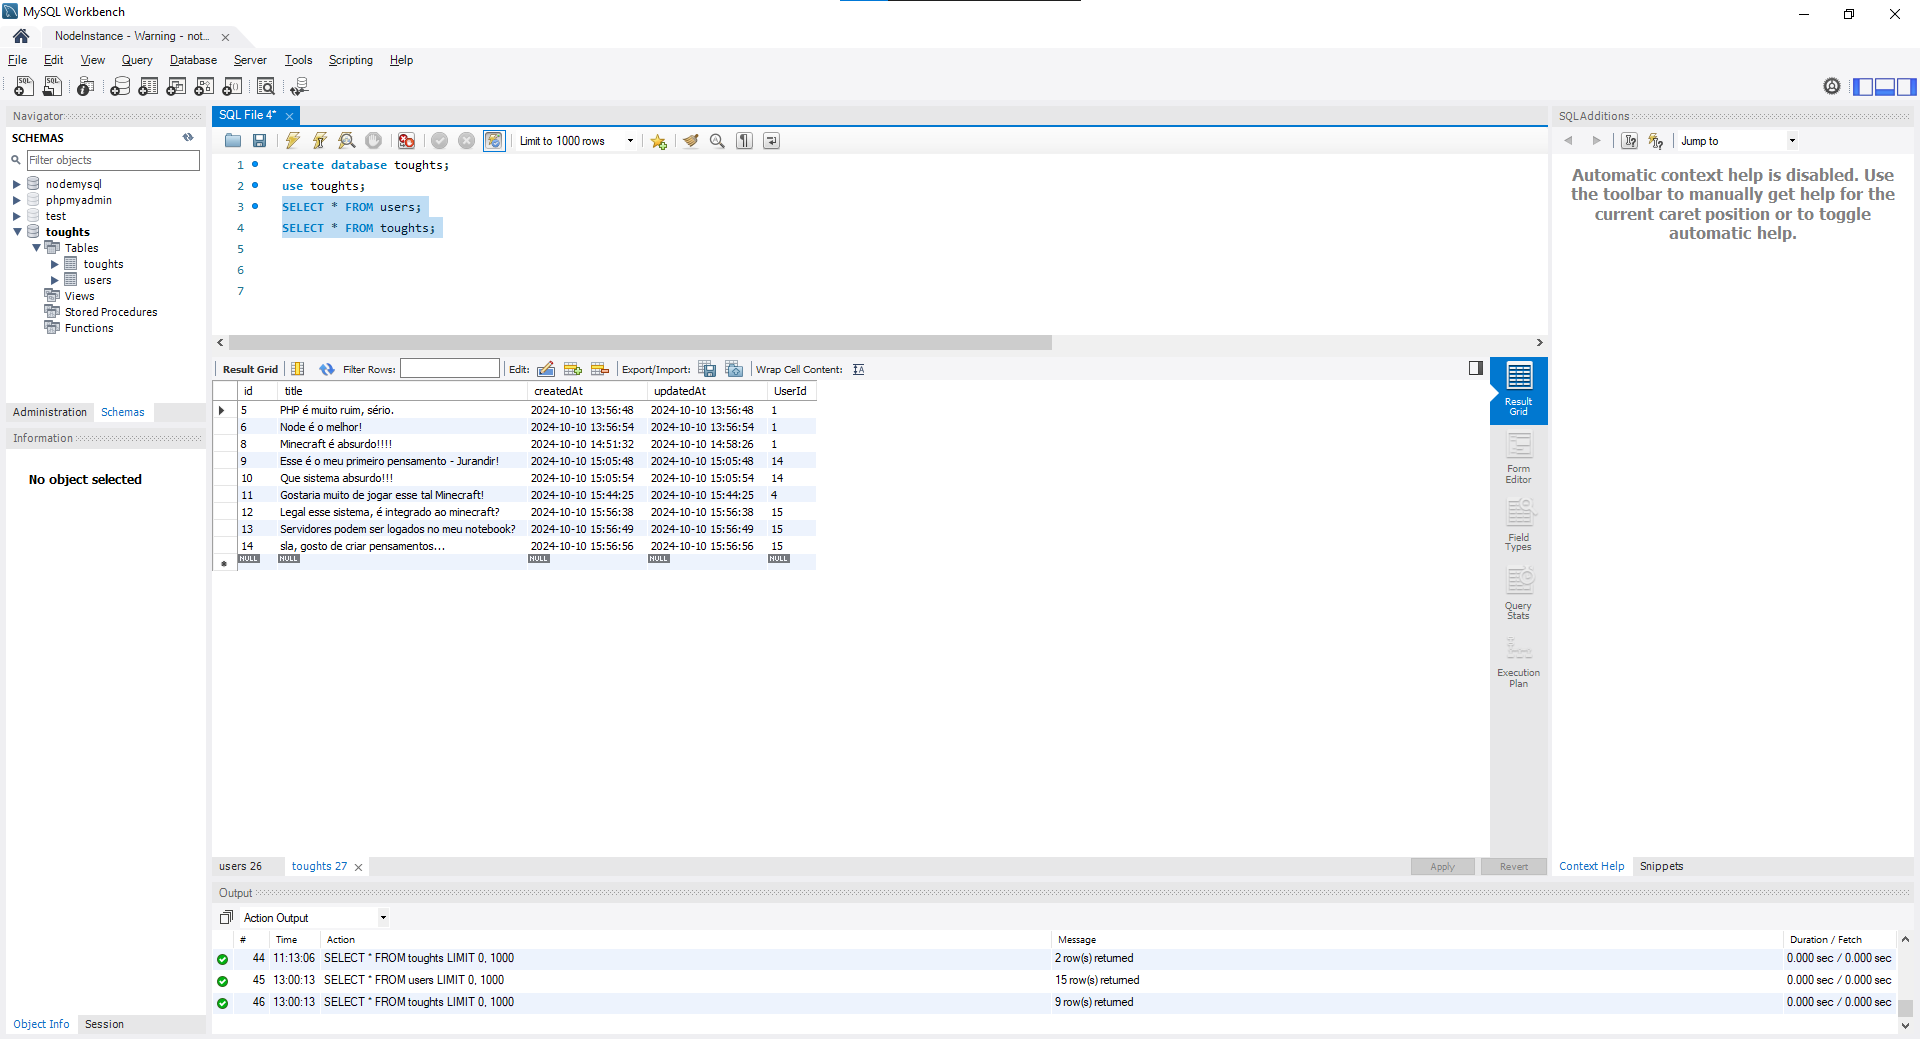 MySQL Workbench
NodeInstance - Warning - not...
File Edit View Query Database Server Tools Scripting Help
Navigator
SCHEMAS
Filter objects
nodemysql
phpmyadmin
test
toughts
Tables
toughts
users
Views
Stored Procedures
Functions
Administration Schemas
Information
No object selected
Object Info Session
SQL File 4*
Limit to 1000 rows
1 create database toughts;
2 use toughts;
3 SELECT * FROM users;
4 SELECT * FROM toughts;
5
6
7
Result Grid Filter Rows: Edit: Export/Import: Wrap Cell Content:
id title createdAt updatedAt UserId
5 PHP é muito ruim, sério. 2024-10-10 13:56:48 2024-10-10 13:56:48 1
6 Node é o melhor! 2024-10-10 13:56:54 2024-10-10 13:56:54 1
8 Minecraft é absurdo!!!! 2024-10-10 14:51:32 2024-10-10 14:58:26 1
9 Esse é o meu primeiro pensamento - Jurandir! 2024-10-10 15:05:48 2024-10-10 15:05:48 14
10 Que sistema absurdo!!! 2024-10-10 15:05:54 2024-10-10 15:05:54 14
11 Gostaria muito de jogar esse tal Minecraft! 2024-10-10 15:44:25 2024-10-10 15:44:25 4
12 Legal esse sistema, é integrado ao minecraft? 2024-10-10 15:56:38 2024-10-10 15:56:38 15
13 Servidores podem ser logados no meu notebook? 2024-10-10 15:56:49 2024-10-10 15:56:49 15
14 sla, gosto de criar pensamentos... 2024-10-10 15:56:56 2024-10-10 15:56:56 15
NULL NULL NULL NULL NULL
Result
Grid
Form
Editor
Field
Types
Query
Stats
Execution
Plan
users 26 toughts 27
Apply Revert
SQLAdditions
Jump to
Automatic context help is disabled. Use
the toolbar to manually get help for the
current caret position or to toggle
automatic help.
Context Help Snippets
Output
Action Output
# Time Action Message Duration / Fetch
44 11:13:06 SELECT * FROM toughts LIMIT 0, 1000 2 row(s) returned 0.000 sec / 0.000 sec
45 13:00:13 SELECT * FROM users LIMIT 0, 1000 15 row(s) returned 0.000 sec / 0.000 sec
46 13:00:13 SELECT * FROM toughts LIMIT 0, 1000 9 row(s) returned 0.000 sec / 0.000 sec